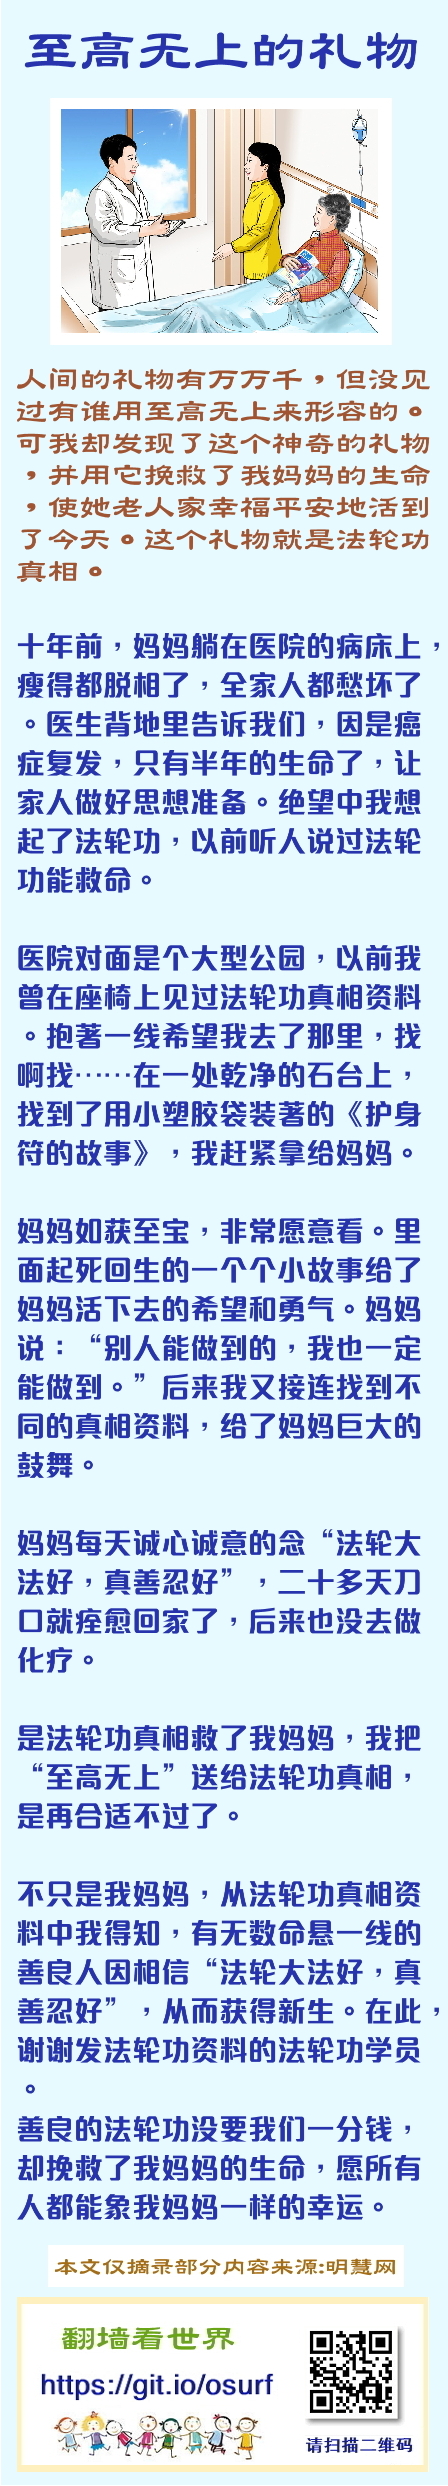 至高无上的礼物
人间的礼物有万万千，但没见
过有谁用至高无上来形容的。
可我却发现了这个神奇的礼物
，并用它挽救了我妈妈的生命
，使她老人家幸福平安地活到
了今天。这个礼物就是法轮功
真相。
十年前，妈妈躺在医院的病床上，
瘦得都脱相了，全家人都愁坏了
。医生背地里告诉我们，因是癌
症复发，只有半年的生命了，让
家人做好思想准备。绝望中我想
起了法轮功，以前听人说过法轮
功能救命。
医院对面是个大型公园，以前我
曾在座椅上见过法轮功真相资料
。抱著一线希望我去了那里，找
啊找……在一处乾净的石台上，
找到了用小塑胶袋装著的《护身
符的故事》，我赶紧拿给妈妈。
妈妈如获至宝，非常愿意看。里
面起死回生的一个个小故事给了
妈妈活下去的希望和勇气。妈妈
说：“别人能做到的，我也一定
能做到。”后来我又接连找到不
同的真相资料，给了妈妈巨大的
鼓舞。
妈妈每天诚心诚意的念“法轮大
法好，真善忍好”，二十多天刀
口就痊愈回家了，后来也没去做
化疗。
是法轮功真相救了我妈妈，我把
“至高无上”送给法轮功真相，
是再合适不过了。
不只是我妈妈，从法轮功真相资
料中我得知，有无数命悬一线的
善良人因相信“法轮大法好，真
善忍好”，从而获得新生。在此，
谢谢发法轮功资料的法轮功学员
。
善良的法轮功没要我们一分钱，
却挽救了我妈妈的生命，愿所有
人都能象我妈妈一样的幸运。
本文仅摘录部分内容来源:明慧网
翻墙看世界
https://git.io/osurf
请扫描二维码